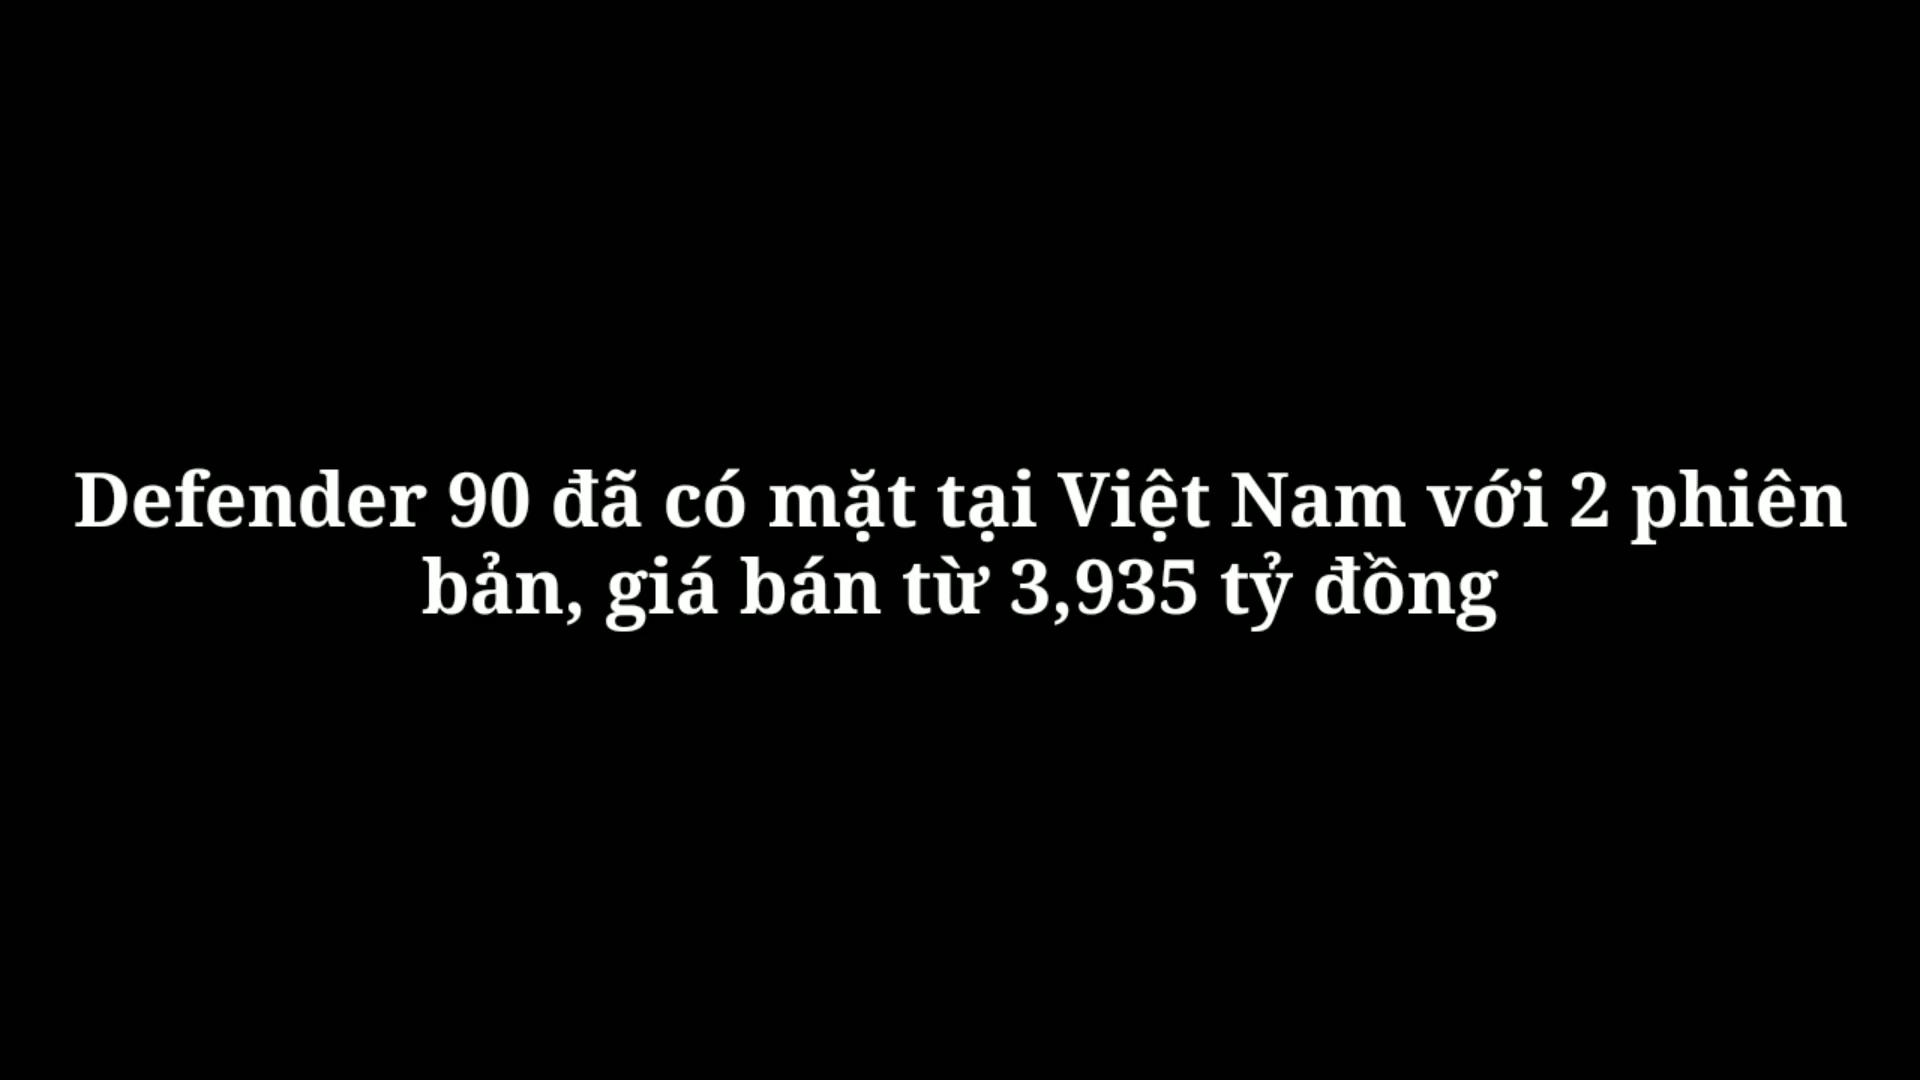 Defender 90 đã có mặt tại Việt Nam với 2 phiên
bản, giá bán từ 3,935 tỷ đồng